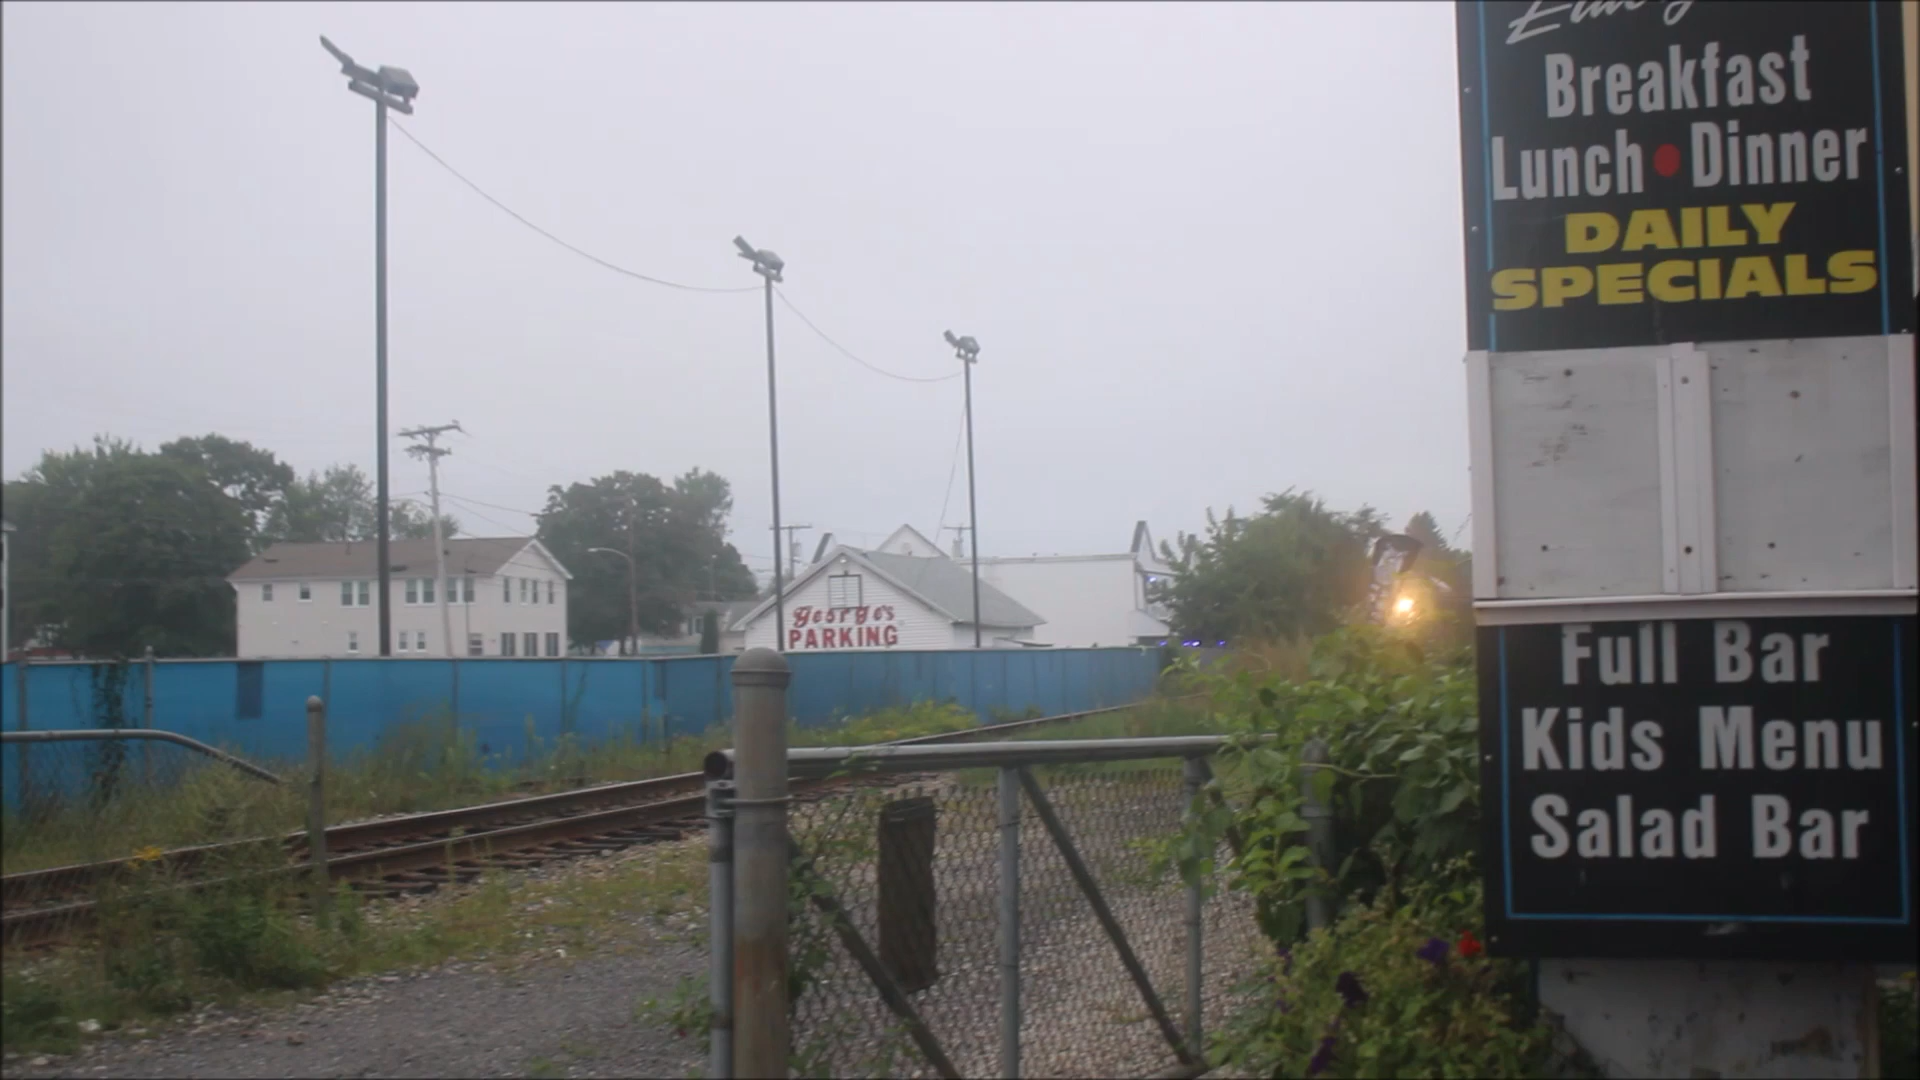 Breakfast
Lunch • Dinner
DAILY
SPECIALS
George's
PARKING
Full Bar
Kids Menu
Salad Bar